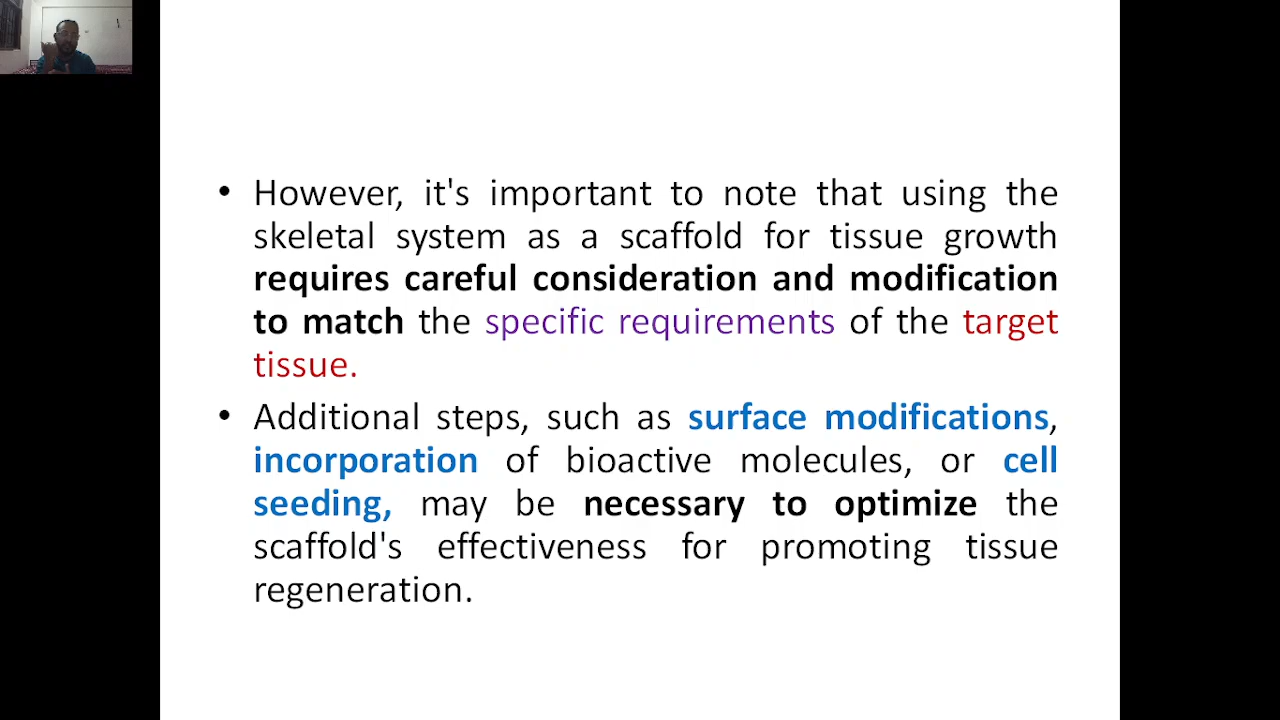 • However, it's important to note that using the
skeletal system as a scaffold for tissue growth
requires careful consideration and modification
to match the specific requirements of the target
tissue.
• Additional steps, such as surface modifications,
incorporation of bioactive molecules, or cell
seeding, may be necessary to optimize the
scaffold's effectiveness for promoting tissue
regeneration.